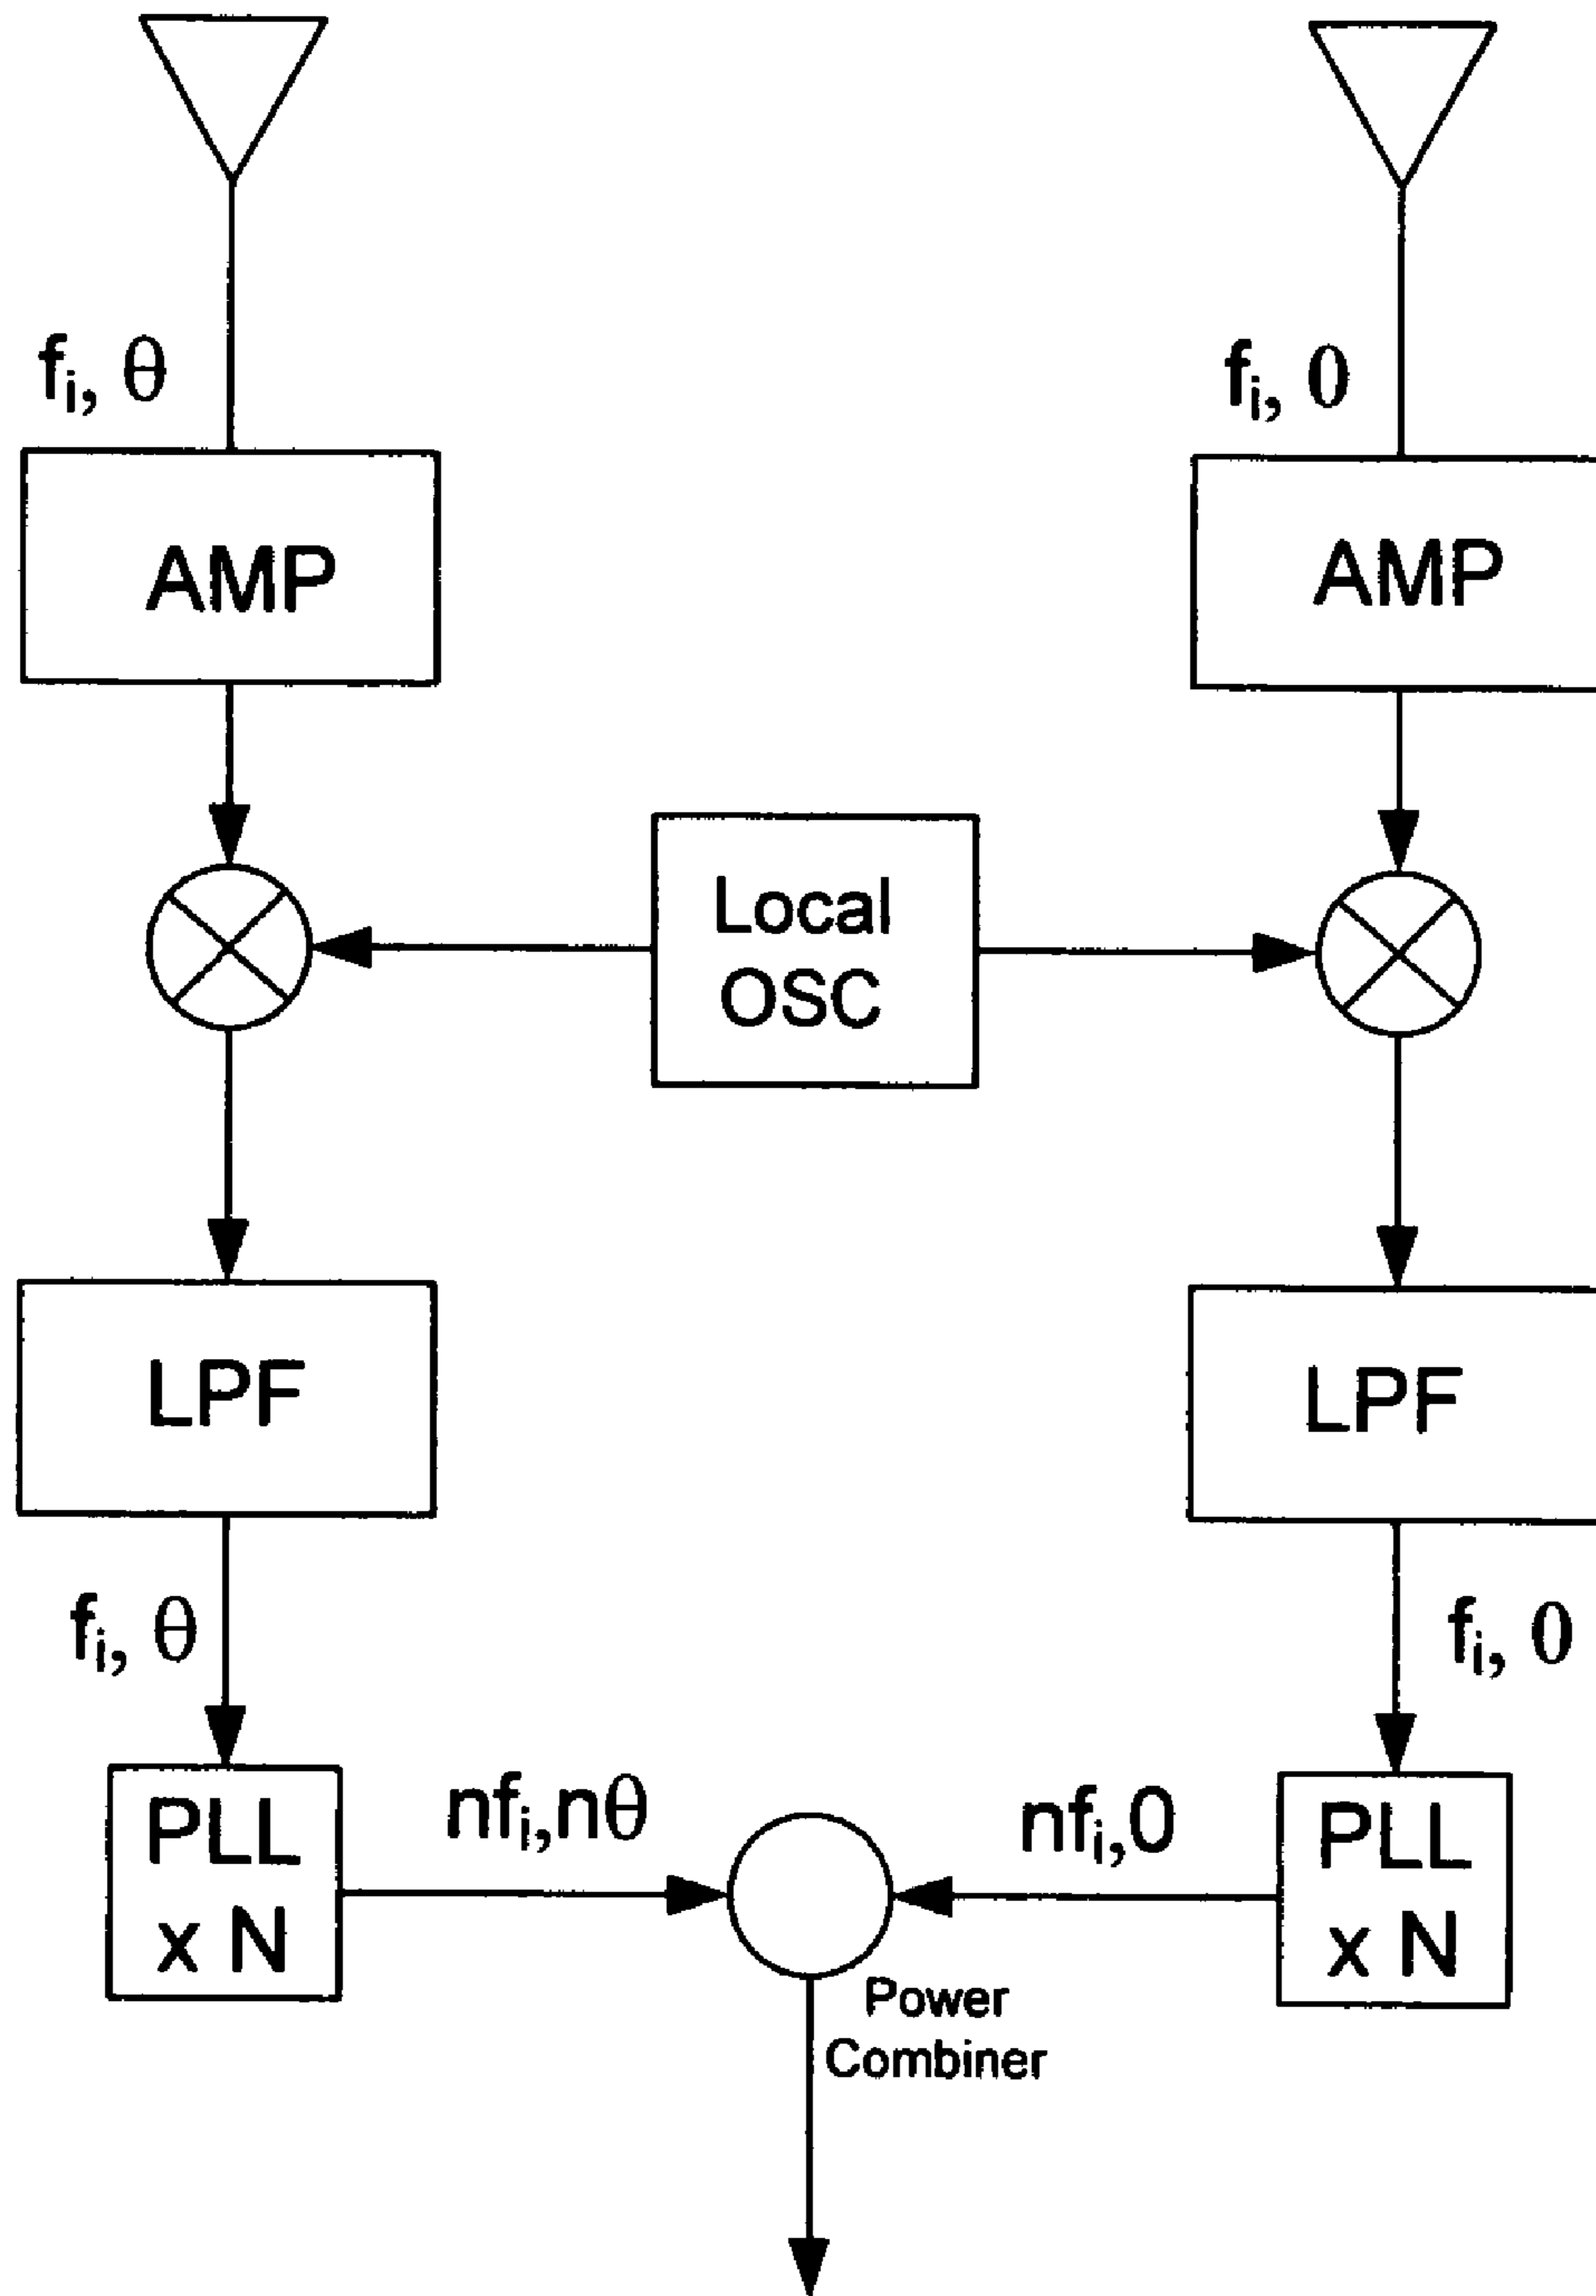 fi, θ
fi, 0
AMP
AMP
Local
OSC
LPF
LPF
fi, θ
fi, 0
PLL
x N
nfi,nθ
nfi,0
PLL
x N
Power
Combiner